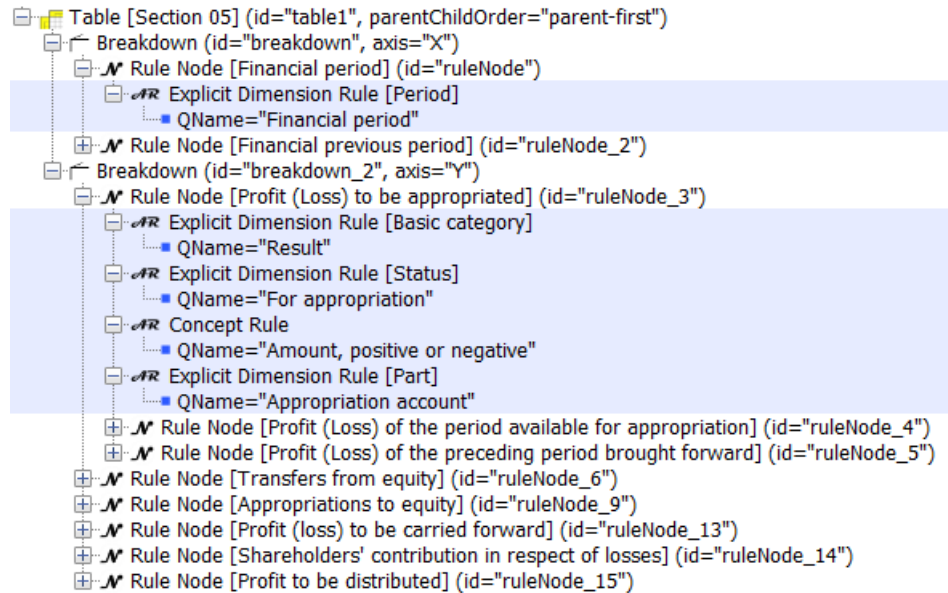 Table [Section 05] (id="table1", parentChildOrder="parent-first")
Breakdown (id="breakdown", axis="X")
N Rule Node [Financial period] (id="ruleNode")
AR Explicit Dimension Rule [Period]
QName="Financial period"
N Rule Node [Financial previous period] (id="ruleNode_2")
Breakdown (id="breakdown_2", axis="Y")
N Rule Node [Profit (Loss) to be appropriated] (id="ruleNode_3")
AR Explicit Dimension Rule [Basic category]
QName="Result"
AR Explicit Dimension Rule [Status]
QName="For appropriation"
AR Concept Rule
QName="Amount, positive or negative"
AR Explicit Dimension Rule [Part]
QName="Appropriation account"
N Rule Node [Profit (Loss) of the period available for appropriation] (id="ruleNode_4")
N Rule Node [Profit (Loss) of the preceding period brought forward] (id="ruleNode_5")
N Rule Node [Transfers from equity] (id="ruleNode_6")
N Rule Node [Appropriations to equity] (id="ruleNode_9")
N Rule Node [Profit (loss) to be carried forward] (id="ruleNode_13")
N Rule Node [Shareholders' contribution in respect of losses] (id="ruleNode_14")
N Rule Node [Profit to be distributed] (id="ruleNode_15")